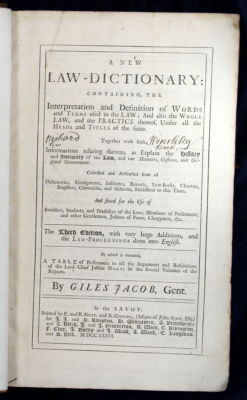 A NEW
LAW-DICTIONARY:
CONTAINING, THE
Interpretation and Definition of WORDS
and TERMS used in the LAW; And also the Whole
LAW, and the PRACTICE thereof, Under all the
HEADS and TITLES of the same.
Together with such
Informations relating thereto, as Explain the History
and Antiquity of the Law, and our Manners, Customs, and Ori-
ginal Government.
Collected and Abstracted from all
Dictionaries, Abridgments, Institutes, Reports, Year-Books, Charters,
Registers, Chronicles, and Histories, Published to this Time.
And fitted for the Use of
Barristers, Students, and Practisers of the Law, Members of Parliament,
and other Gentlemen, Justices of Peace, Clergymen, &c.
The Third Edition, with very large Additions, and
the LAW-PROCEEDINGS done into English.
To which is annexed,
A TABLE of References to all the Arguments and Resolutions
of the Lord Chief Justice HOLT; In the several Volumes of the
Reports.
By GILES JACOB, Gent.
In the SAVOY:
Printed by E. and R. NUTT, and R. GOSLING, (Assigns of Edw. Sayer, Esq;)